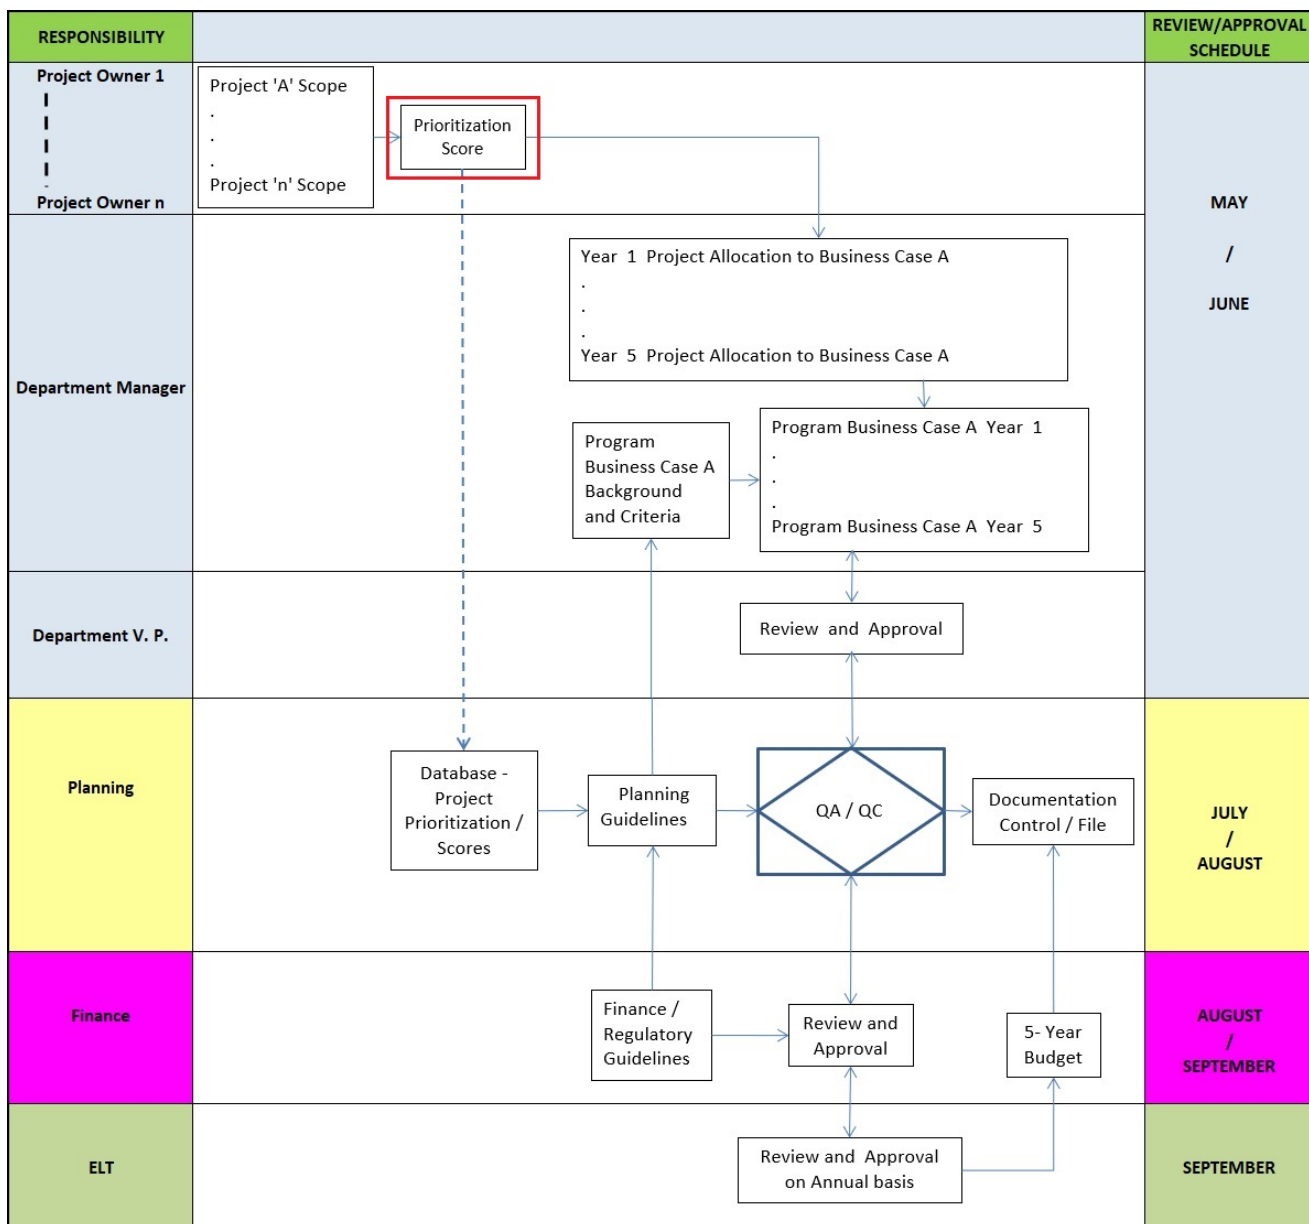 RESPONSIBILITY
REVIEW/APPROVAL
SCHEDULE
Project Owner 1
Project Owner n
Project 'A' Scope
.
.
.
Project 'n' Scope
Prioritization
Score
MAY
/
JUNE
Department Manager
Year 1 Project Allocation to Business Case A
.
.
.
Year 5 Project Allocation to Business Case A
Program
Business Case A
Background
and Criteria
Program Business Case A Year 1
.
.
.
Program Business Case A Year 5
Department V. P.
Review and Approval
Planning
Database -
Project
Prioritization /
Scores
Planning
Guidelines
QA / QC
Documentation
Control / File
JULY
/
AUGUST
Finance
Finance /
Regulatory
Guidelines
Review and
Approval
5- Year
Budget
AUGUST
/
SEPTEMBER
ELT
Review and Approval
on Annual basis
SEPTEMBER